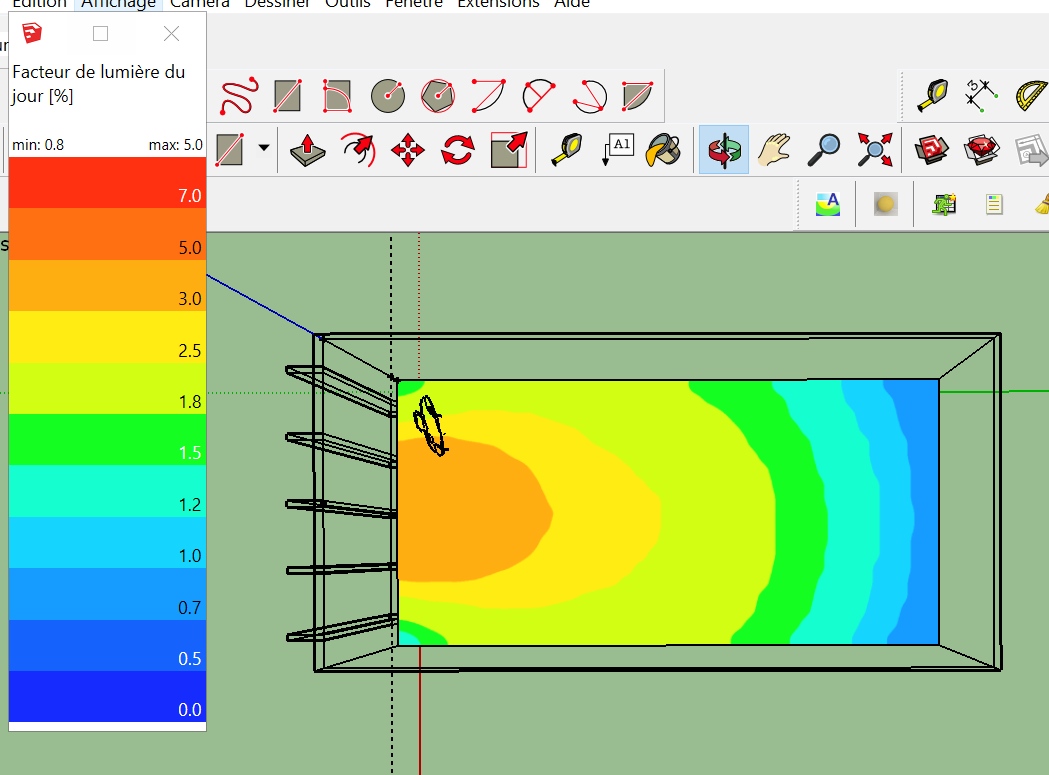 Edition Affichage Caméra Dessiner Outils Fenêtre Extensions Aide
Facteur de lumière du
jour [%]
min: 0.8 max: 5.0
7.0
5.0
3.0
2.5
1.8
1.5
1.2
1.0
0.7
0.5
0.0
3
A1
A